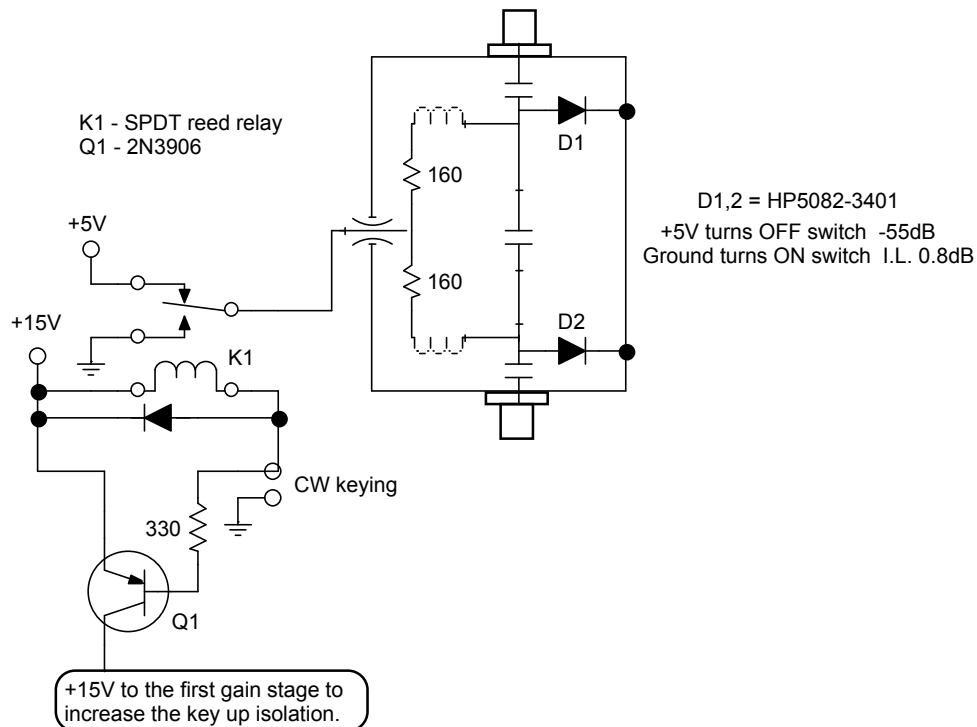 K1 - SPDT reed relay
Q1 - 2N3906
D1
160
D1,2 = HP5082-3401
+5V turns OFF switch  -55dB
Ground turns ON switch  I.L. 0.8dB
+5V
160
D2
+15V
K1
CW keying
330
Q1
+15V to the first gain stage to
increase the key up isolation.